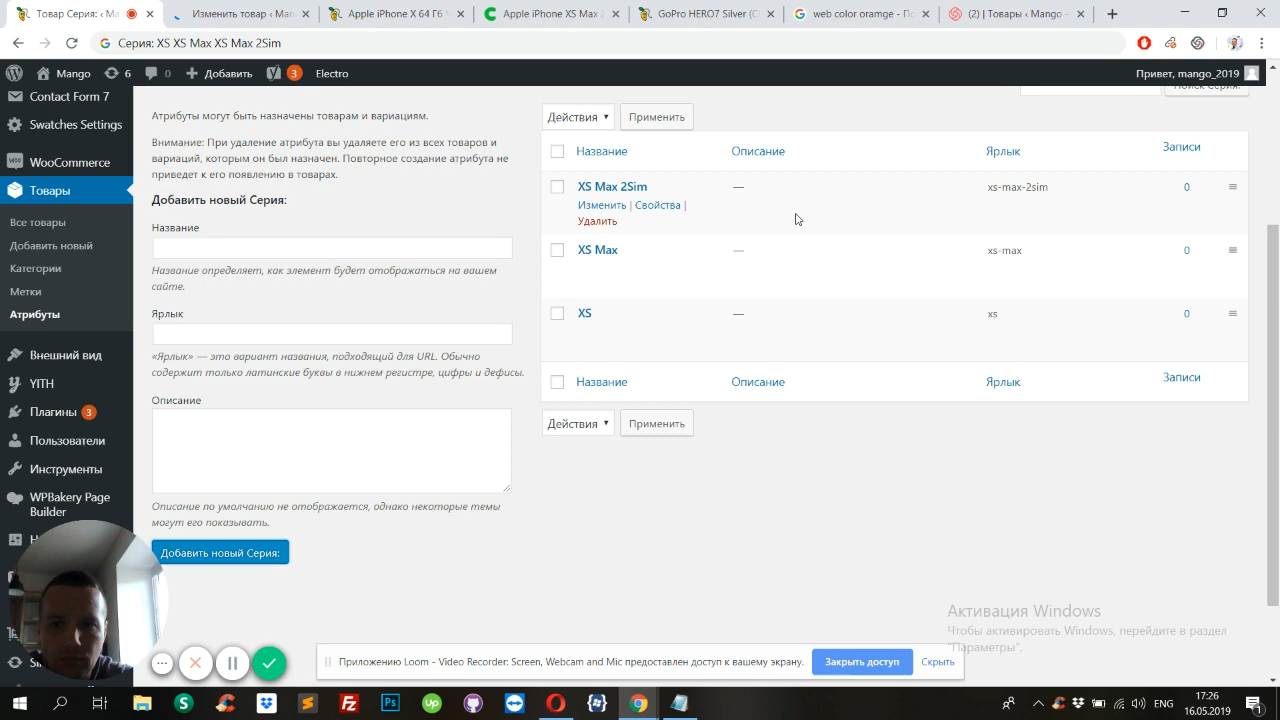 Товары < Ma
Изменить товар ‹ Man
Apple iPhone X 64 Гб
Apple iPhone XS Max 2
GoPro HERO7 Silver (C
web color orange - По
(2) | Товары ‹ Mango –
Серия: XS XS Max XS Max 2Sim
Mango
6
0
Добавить
3
Electro
Привет, mango_2019
Contact Form 7
Swatches Settings
WooCommerce
Товары
Все товары
Добавить новый
Категории
Метки
Атрибуты
Внешний вид
YITH
Плагины 3
Пользователи
Инструменты
WPBakery Page
Builder
Атрибуты могут быть назначены товарам и вариациям.
Внимание: При удаление атрибута вы удаляете его из всех товаров и
вариаций, которым он был назначен. Повторное создание атрибута не
приведет к его появлению в товарах.
Добавить новый Серия:
Название
Название определяет, как элемент будет отображаться на вашем
сайте.
Ярлык
«Ярлык» — это вариант названия, подходящий для URL. Обычно
содержит только латинские буквы в нижнем регистре, цифры и дефисы.
Описание
Описание по умолчанию не отображается, однако некоторые темы
могут его показывать.
Добавить новый Серия:
Поиск Серия:
Действия
Применить
Название
Описание
Ярлык
Записи
XS Max 2Sim
—
xs-max-2sim
0
Изменить | Свойства |
Удалить
XS Max
—
xs-max
0
XS
—
xs
0
Название
Описание
Ярлык
Записи
Действия
Применить
Активация Windows
Чтобы активировать Windows, перейдите в раздел
"Параметры".
Приложению Loom - Video Recorder: Screen, Webcam and Mic предоставлен доступ к вашему экрану.
Закрыть доступ
Скрыть
ENG
17:26
16.05.2019
1